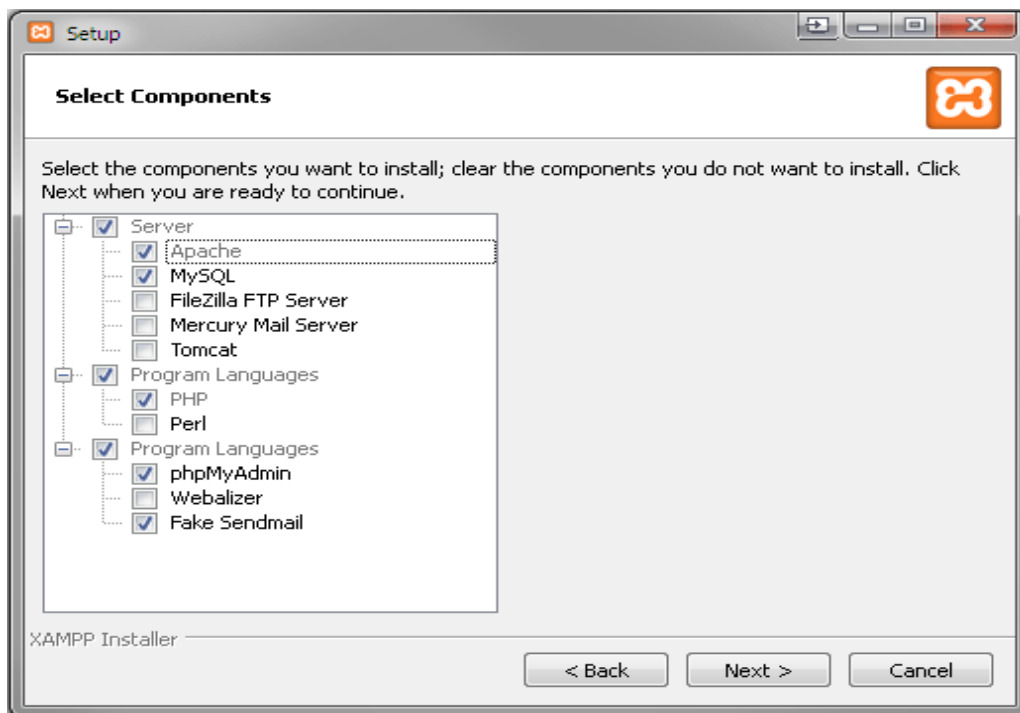 Setup
Select Components
Select the components you want to install; clear the components you do not want to install. Click
Next when you are ready to continue.
Server
Apache
MySQL
FileZilla FTP Server
Mercury Mail Server
Tomcat
Program Languages
PHP
Perl
Program Languages
phpMyAdmin
Webalizer
Fake Sendmail
XAMPP Installer
< Back
Next >
Cancel